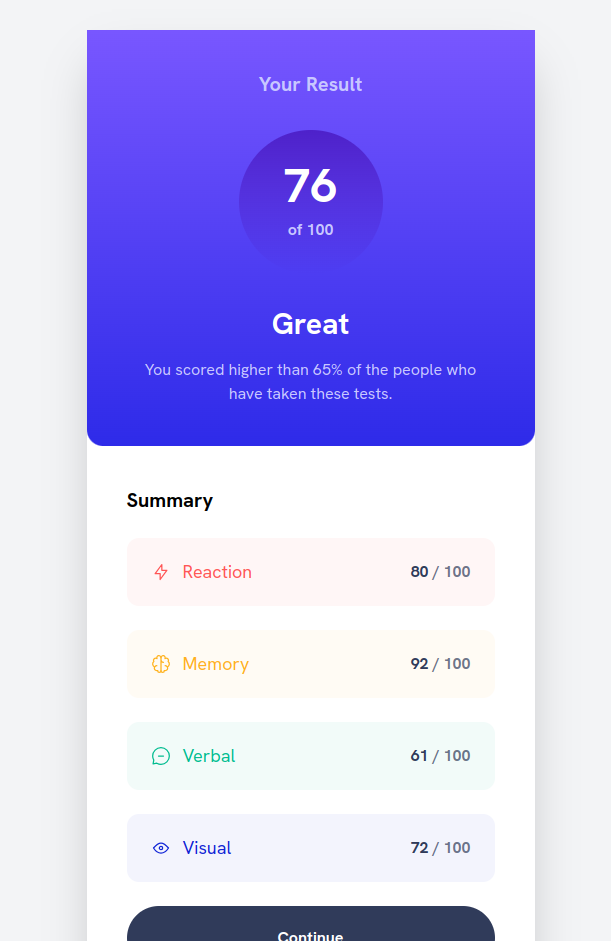 Your Result
76
of 100
Great
You scored higher than 65% of the people who
have taken these tests.
Summary
Reaction 80 / 100
Memory 92 / 100
Verbal 61 / 100
Visual 72 / 100
Continue